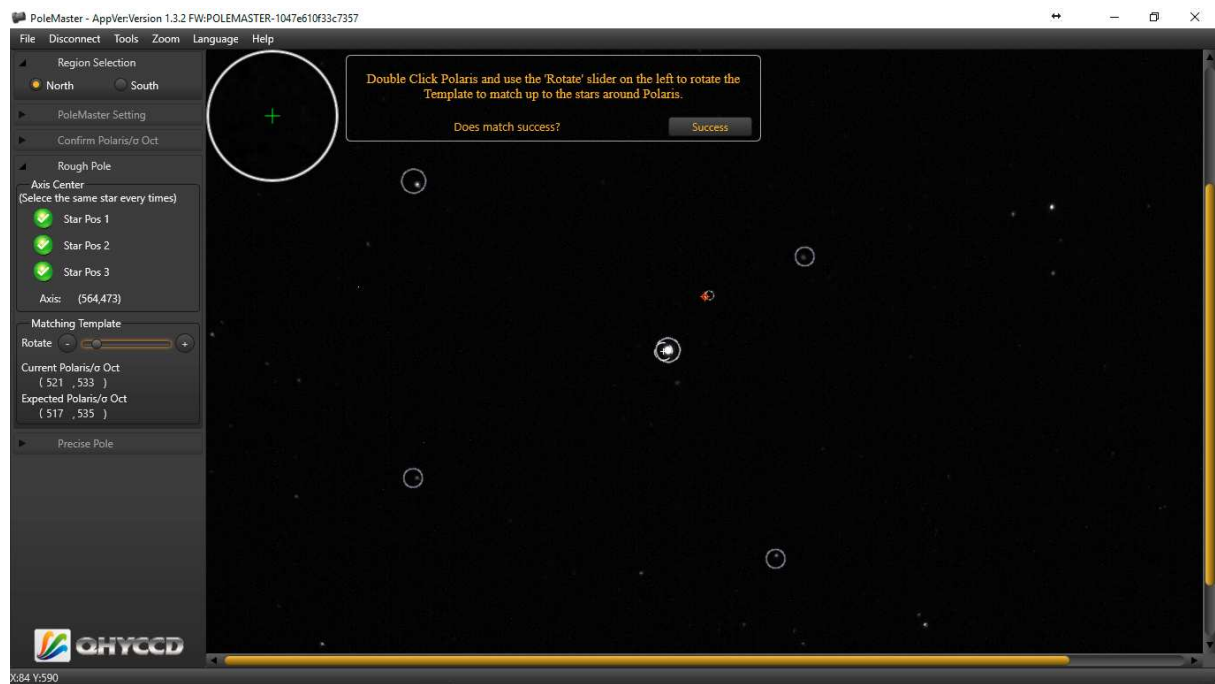 PoleMaster - AppVer:Version 1.3.2 FW:POLEMASTER-1047e610f33c7357
File Disconnect Tools Zoom Language Help
Region Selection
North South
PoleMaster Setting
Confirm Polaris/σ Oct
Rough Pole
Axis Center
(Selece the same star every times)
Star Pos 1
Star Pos 2
Star Pos 3
Axis: (564,473)
Matching Template
Rotate - +
Current Polaris/σ Oct
( 521 ,533 )
Expected Polaris/σ Oct
( 517 ,535 )
Precise Pole
Double Click Polaris and use the 'Rotate' slider on the left to rotate the
Template to match up to the stars around Polaris.
Does match success? Success
QHYCCD
X:84 Y:590